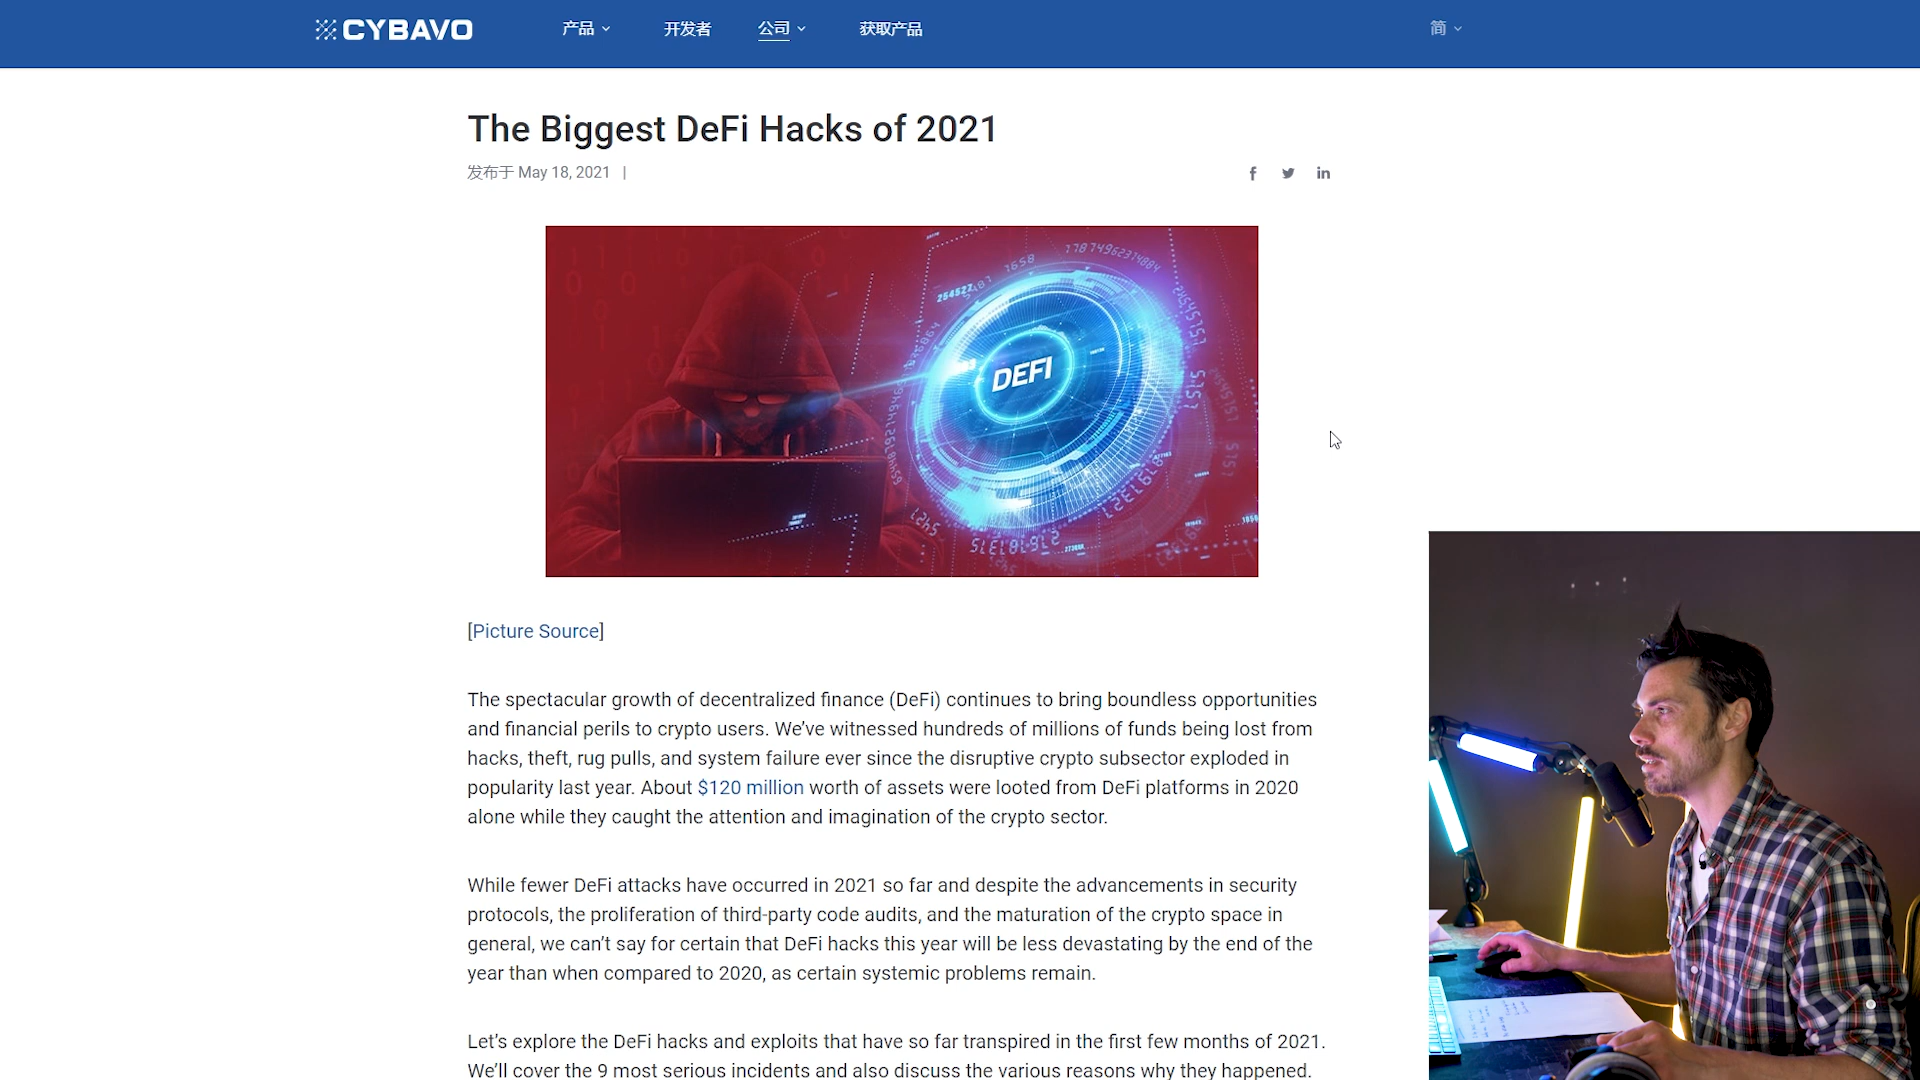 CYBAVO
产品
开发者
公司
获取产品
简
The Biggest DeFi Hacks of 2021
发布于 May 18, 2021 |
DEFI
[Picture Source]
The spectacular growth of decentralized finance (DeFi) continues to bring boundless opportunities
and financial perils to crypto users. We’ve witnessed hundreds of millions of funds being lost from
hacks, theft, rug pulls, and system failure ever since the disruptive crypto subsector exploded in
popularity last year. About $120 million worth of assets were looted from DeFi platforms in 2020
alone while they caught the attention and imagination of the crypto sector.
While fewer DeFi attacks have occurred in 2021 so far and despite the advancements in security
protocols, the proliferation of third-party code audits, and the maturation of the crypto space in
general, we can’t say for certain that DeFi hacks this year will be less devastating by the end of the
year than when compared to 2020, as certain systemic problems remain.
Let’s explore the DeFi hacks and exploits that have so far transpired in the first few months of 2021.
We’ll cover the 9 most serious incidents and also discuss the various reasons why they happened.